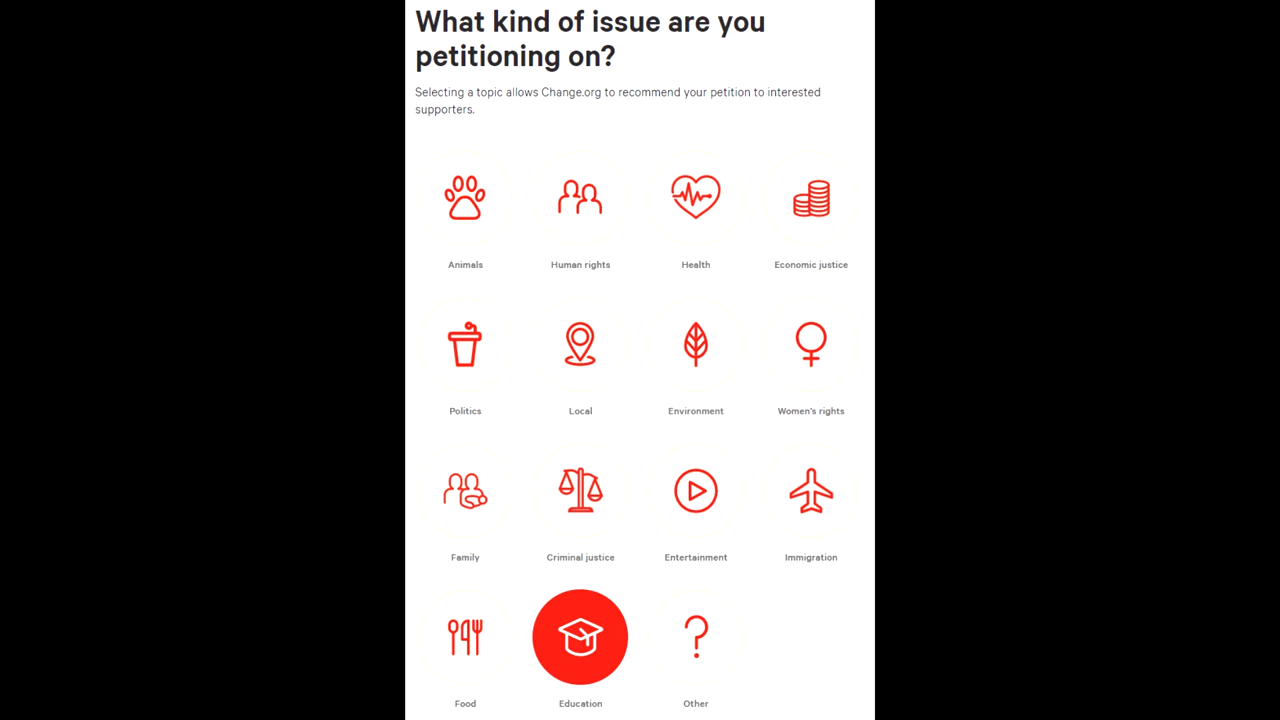 What kind of issue are you
petitioning on?
Selecting a topic allows Change.org to recommend your petition to interested
supporters.
Animals
Human rights
Health
Economic justice
Politics
Local
Environment
Women's rights
Family
Criminal justice
Entertainment
Immigration
Food
Education
Other